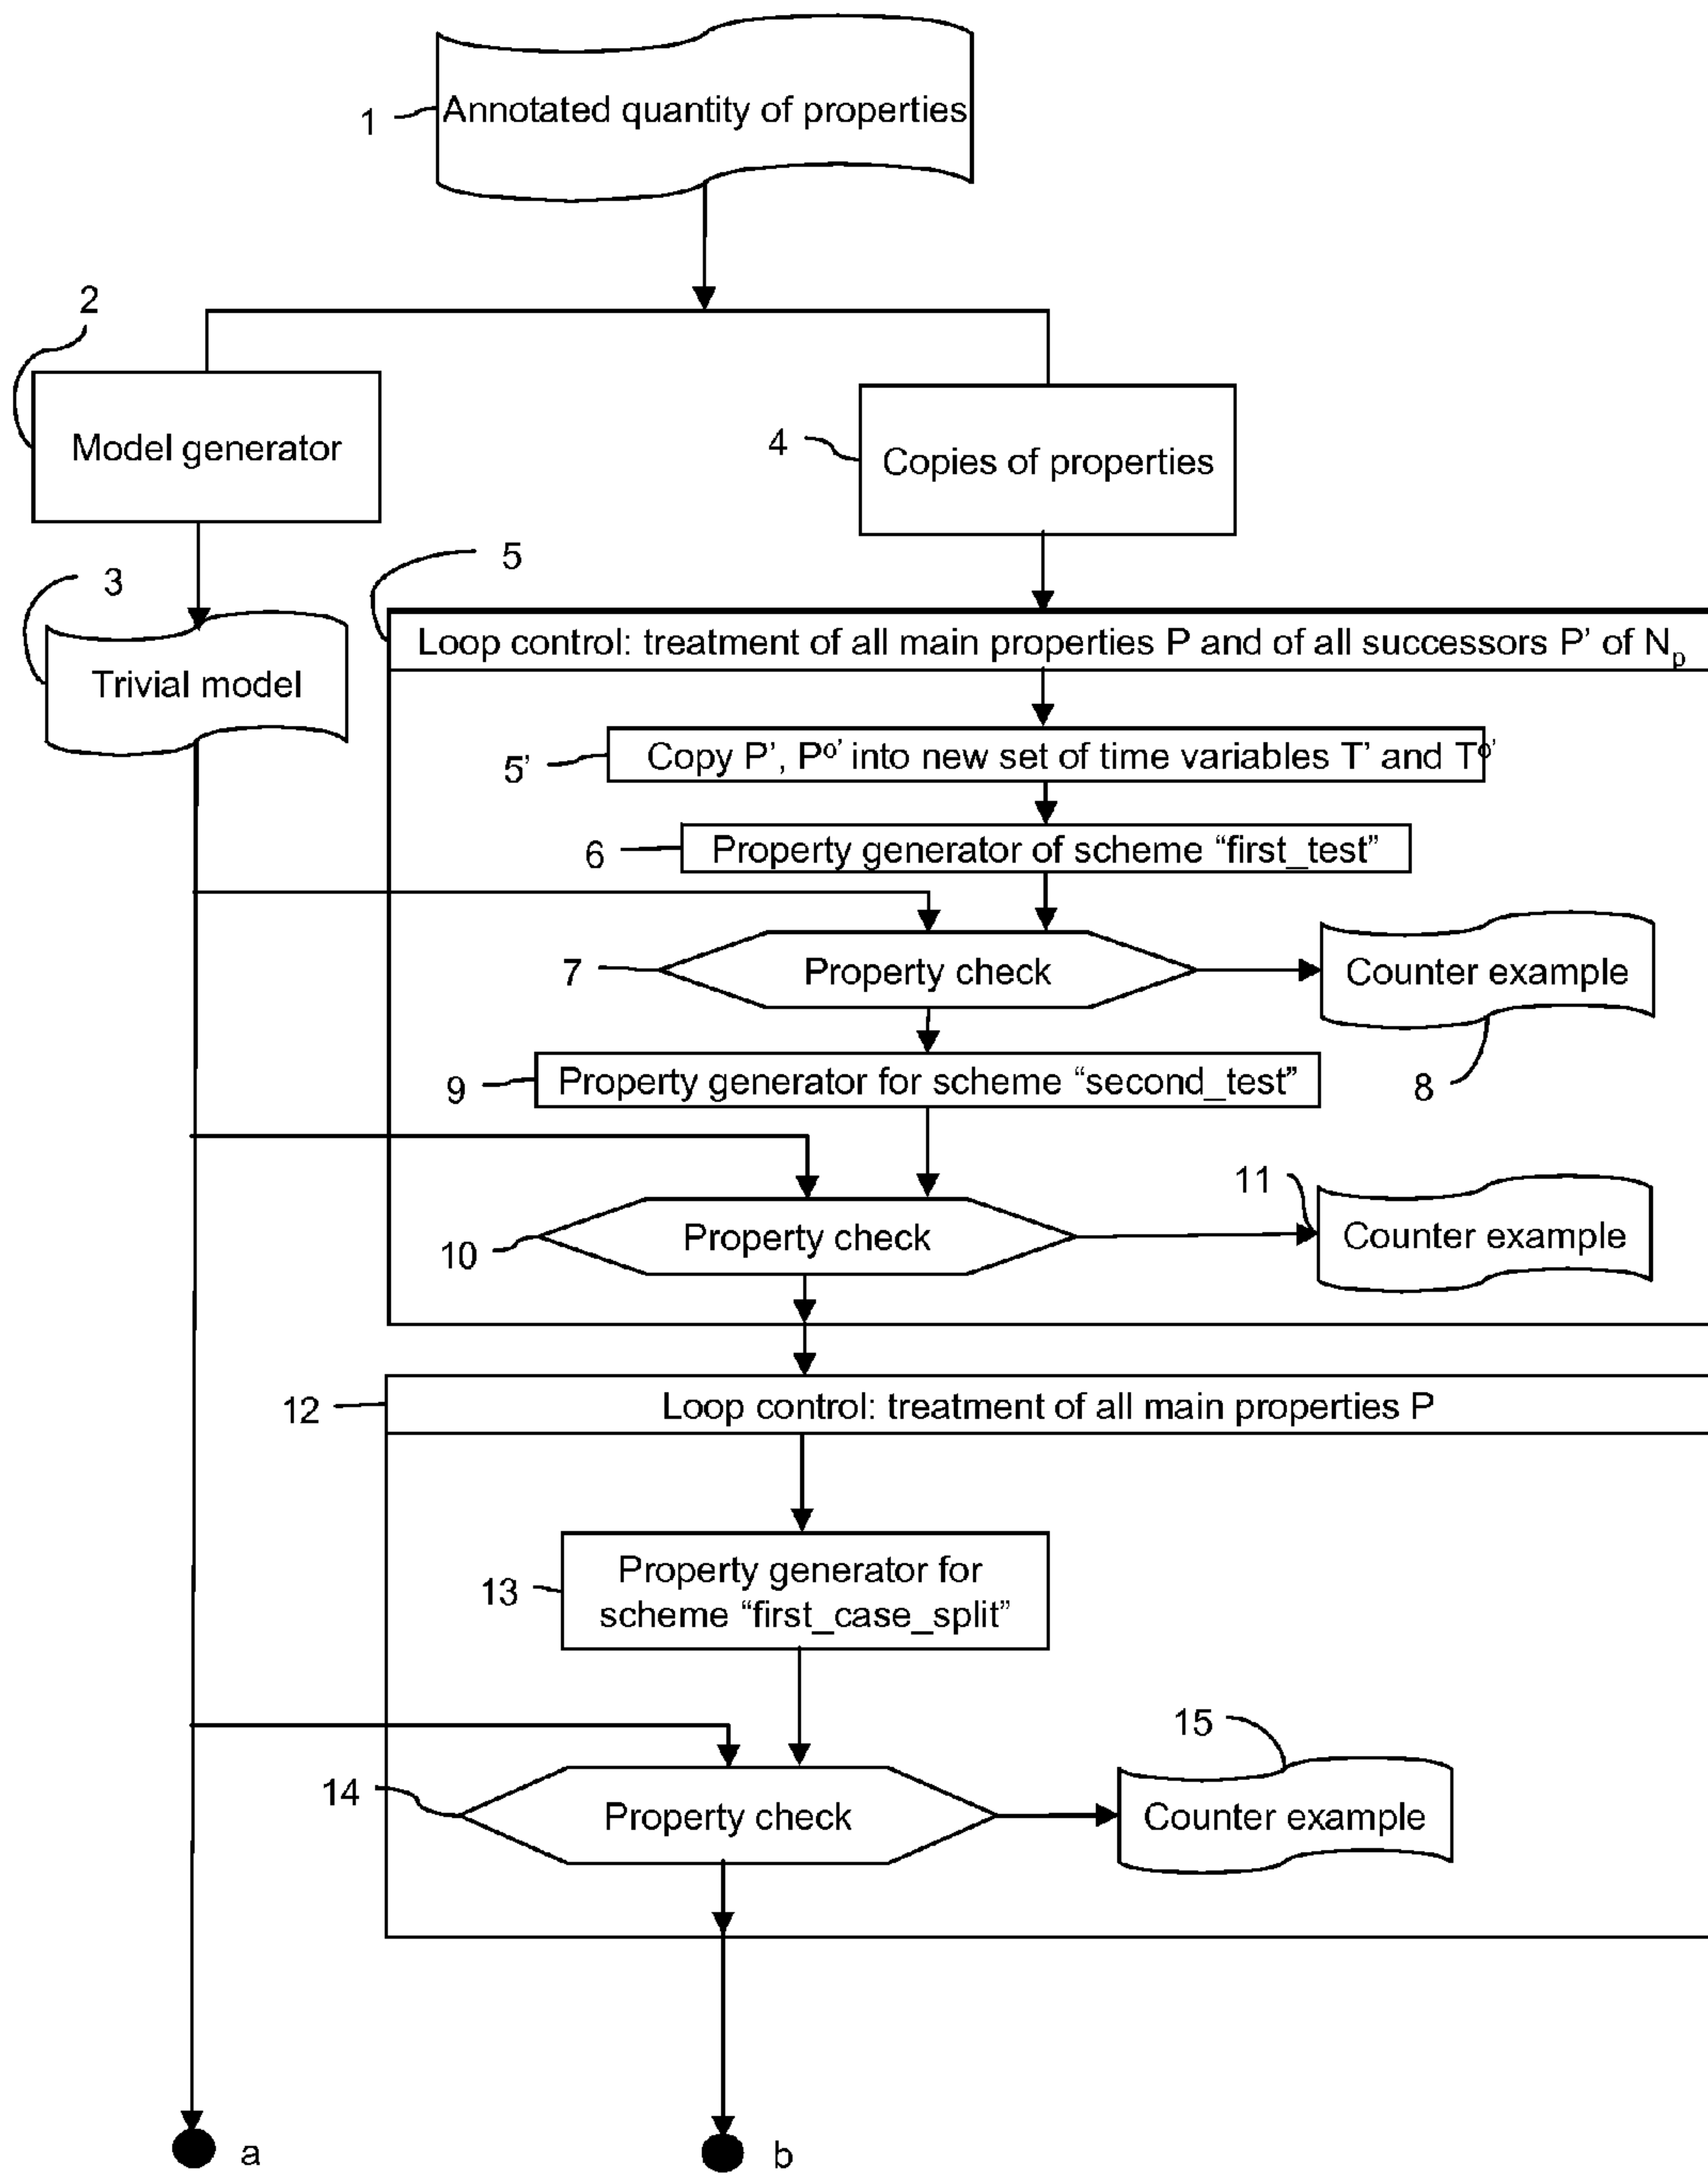 1
Annotated quantity of properties
2
Model generator
4
Copies of properties
3
Trivial model
5
Loop control: treatment of all main properties P and of all successors P’ of Np
5’
Copy P’, Pº’ into new set of time variables T’ and Tº’
6
Property generator of scheme “first_test”
7
Property check
Counter example
8
9
Property generator for scheme “second_test”
10
Property check
11
Counter example
12
Loop control: treatment of all main properties P
13
Property generator for
scheme “first_case_split”
14
Property check
15
Counter example
a
b